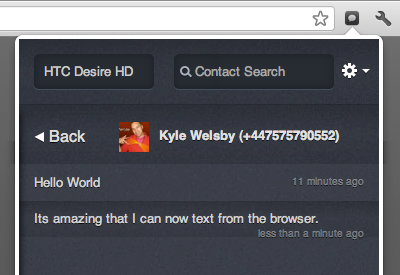 HTC Desire HD
Contact Search
Back
Kyle Welsby (+447575790552)
Hello World
11 minutes ago
Its amazing that I can now text from the browser.
less than a minute ago